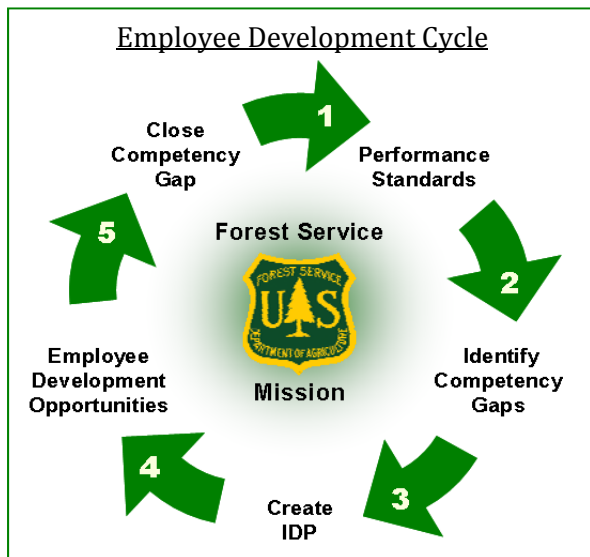 Employee Development Cycle
1
Performance
Standards
2
Identify
Competency
Gaps
3
Create
IDP
4
Employee
Development
Opportunities
5
Close
Competency
Gap
Forest Service
FOREST SERVICE
U S
DEPARTMENT OF AGRICULTURE
Mission